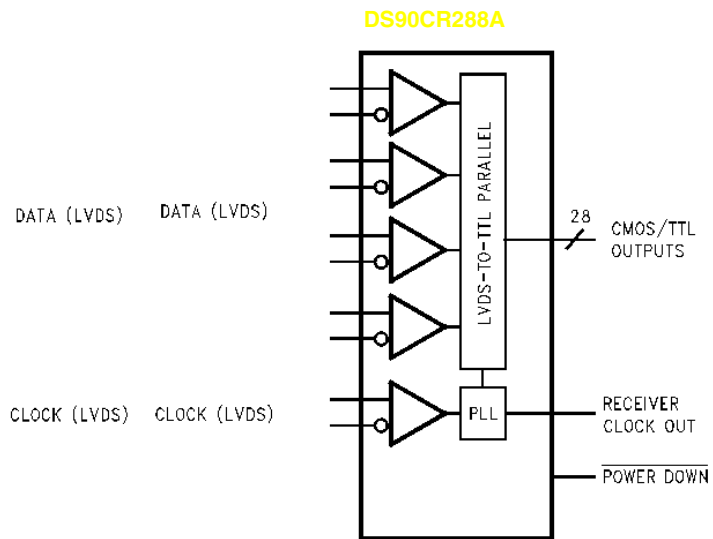 DS90CR288A
DATA (LVDS)
DATA (LVDS)
LVDS-TO-TTL PARALLEL
28
CMOS/TTL
OUTPUTS
CLOCK (LVDS)
CLOCK (LVDS)
PLL
RECEIVER
CLOCK OUT
POWER DOWN